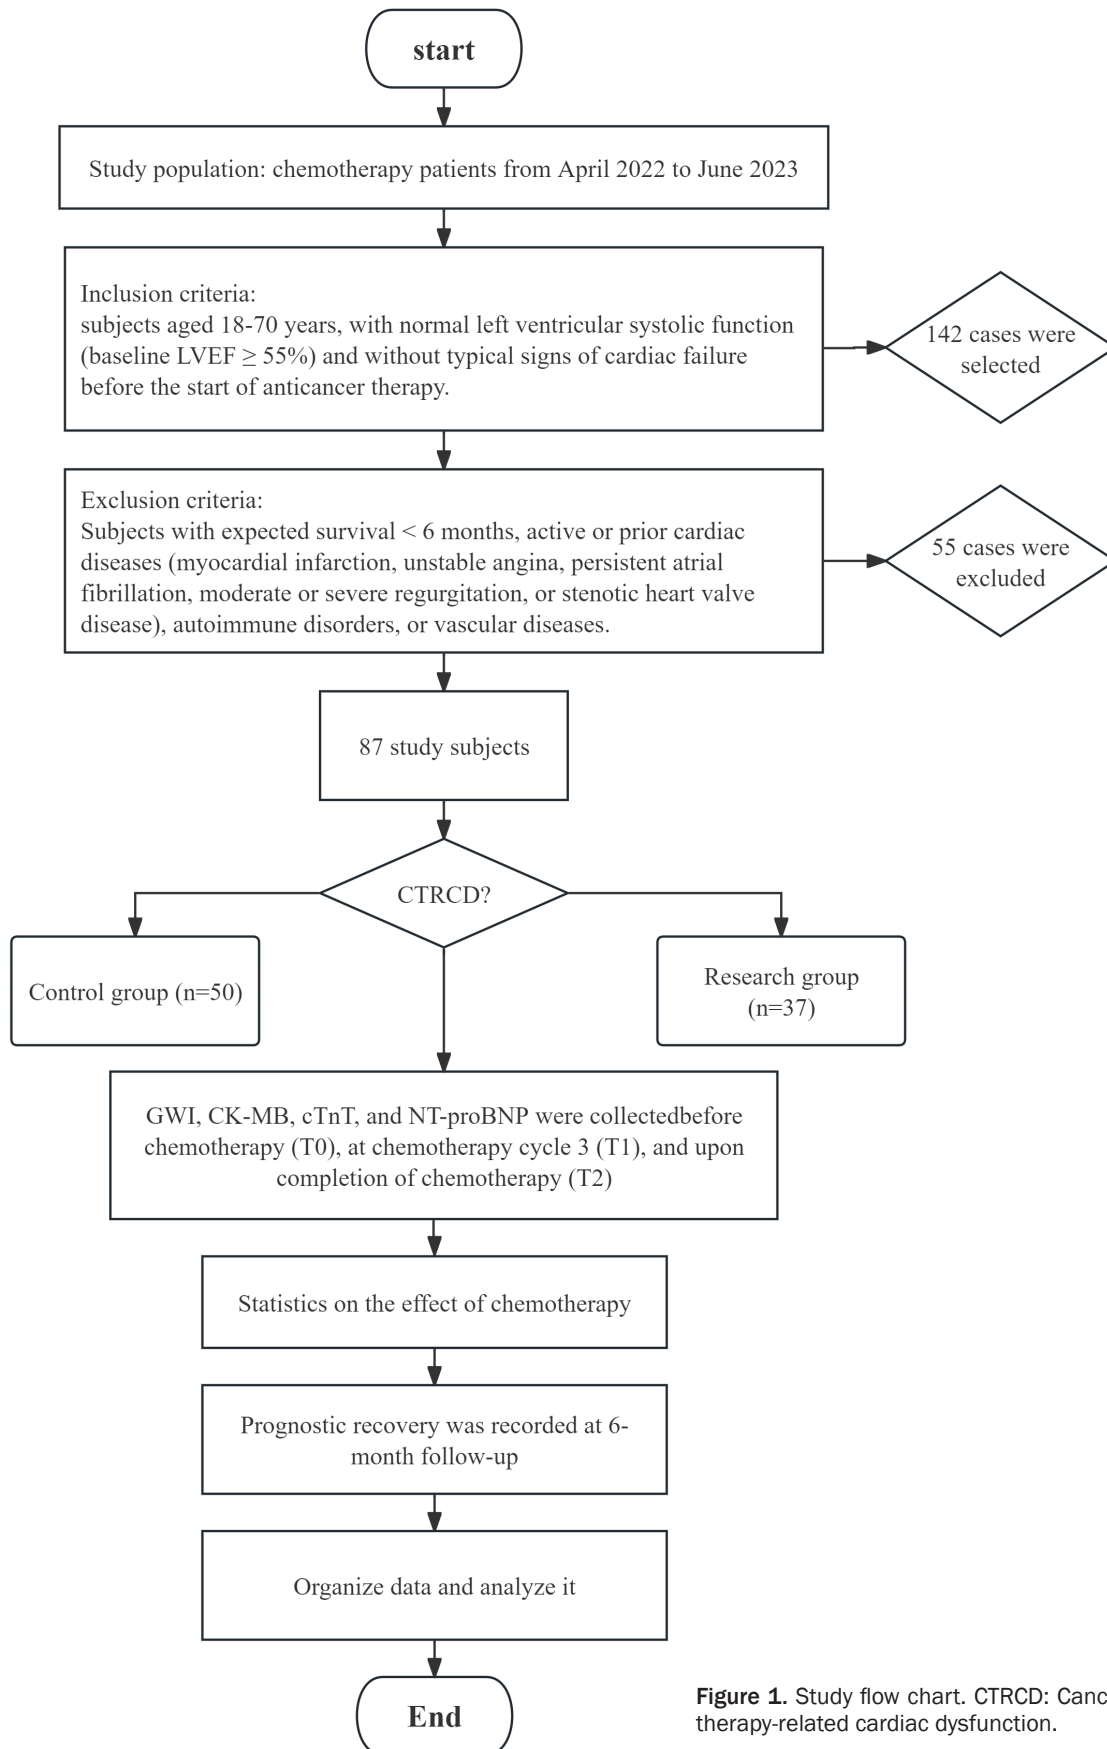 start
Study population: chemotherapy patients from April 2022 to June 2023
Inclusion criteria:
subjects aged 18-70 years, with normal left ventricular systolic function
(baseline LVEF ≥ 55%) and without typical signs of cardiac failure
before the start of anticancer therapy.
142 cases were
selected
Exclusion criteria:
Subjects with expected survival < 6 months, active or prior cardiac
diseases (myocardial infarction, unstable angina, persistent atrial
fibrillation, moderate or severe regurgitation, or stenotic heart valve
disease), autoimmune disorders, or vascular diseases.
55 cases were
excluded
87 study subjects
CTRCD?
Control group (n=50)
Research group
(n=37)
GWI, CK-MB, cTnT, and NT-proBNP were collectedbefore
chemotherapy (T0), at chemotherapy cycle 3 (T1), and upon
completion of chemotherapy (T2)
Statistics on the effect of chemotherapy
Prognostic recovery was recorded at 6-
month follow-up
Organize data and analyze it
End
Figure 1. Study flow chart. CTRCD: Canc
therapy-related cardiac dysfunction.